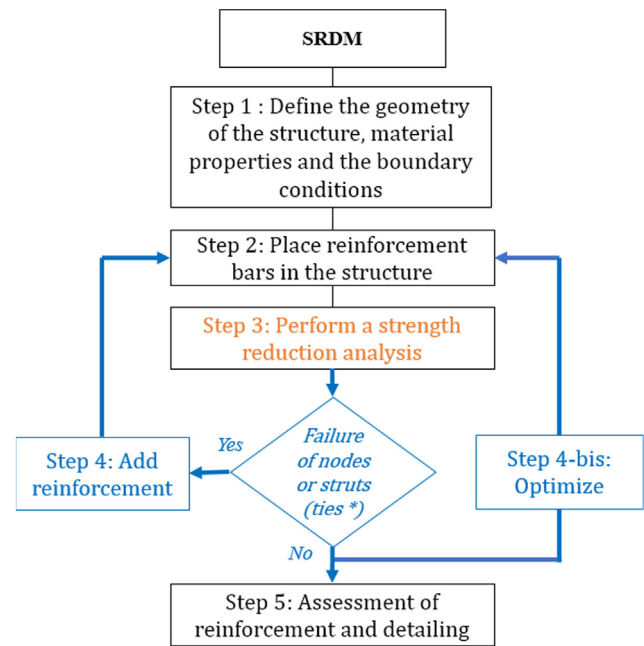 SRDM
Step 1 : Define the geometry
of the structure, material
properties and the boundary
conditions
Step 2: Place reinforcement
bars in the structure
Step 3: Perform a strength
reduction analysis
Yes
Failure
of nodes
or struts
(ties *)
Step 4: Add
reinforcement
Step 4-bis:
Optimize
No
Step 5: Assessment of
reinforcement and detailing